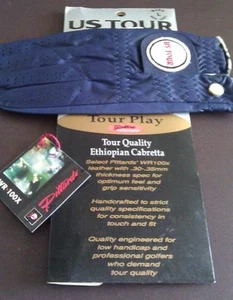 US TOUR
US TOUR
Tour Play
Pittards
Tour Quality
Ethiopian Cabretta
Select Pittards' WR100x
leather with .30-.35mm
thickness spec for
optimum feel and
grip sensitivity
Handcrafted to strict
quality specifications
for consistency in
touch and fit
Quality engineered for
low handicap and
professional golfers
who demand
tour quality
WR 100X
Pittards